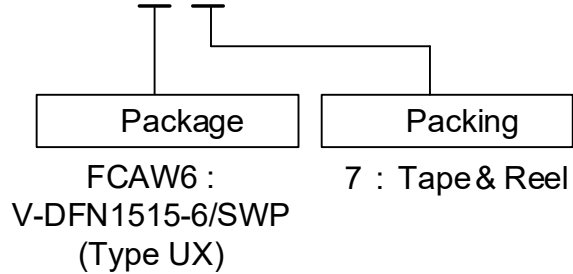 Package
Packing
FCAW6 :
V-DFN1515-6/SWP
(Type UX)
7 : Tape & Reel